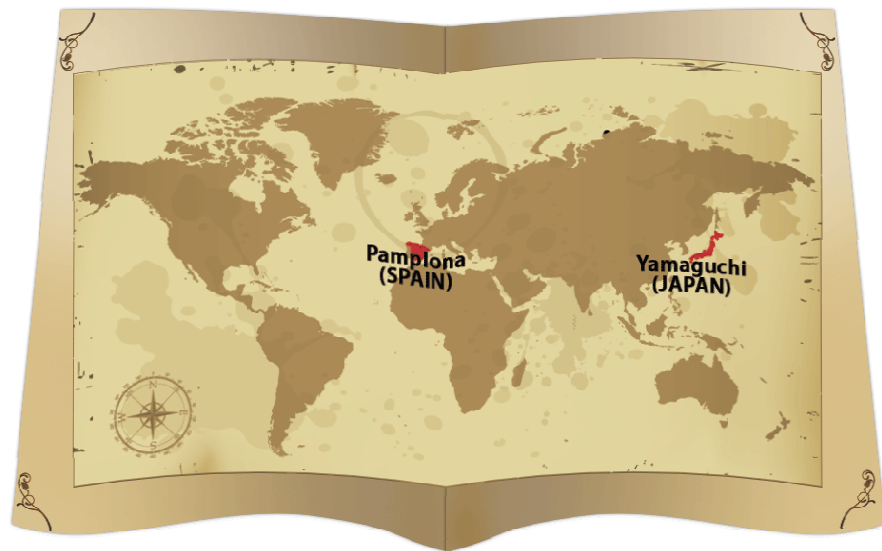 Pamplona
(SPAIN)
Yamaguchi
(JAPAN)
N
W
E
S